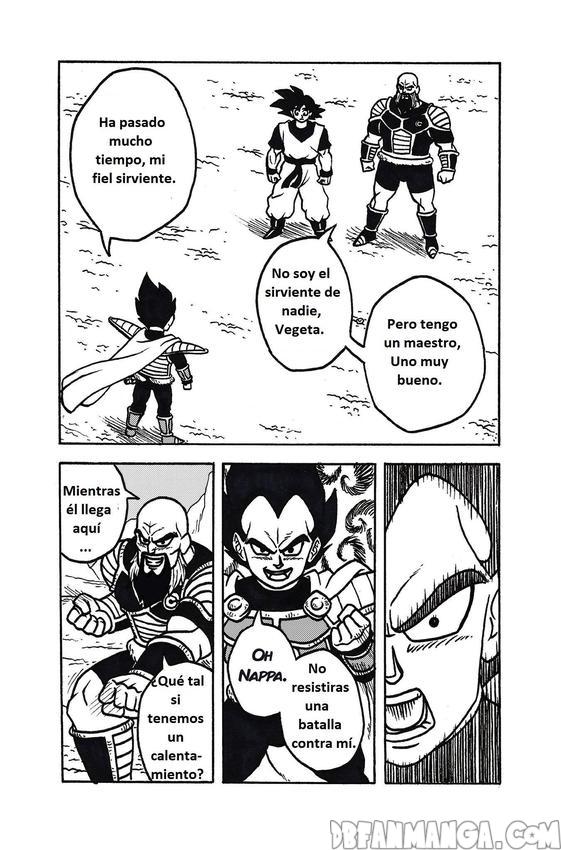 Ha pasado
mucho
tiempo, mi
fiel sirviente.
No soy el
sirviente de
nadie,
Vegeta.
Pero tengo
un maestro,
Uno muy
bueno.
Mientras
él llega
aquí
...
¿Qué tal
si
tenemos
un
calenta-
miento?
OH
NAPPA.
No
resistiras
una
batalla
contra mí.
DBFANMANGA.COM